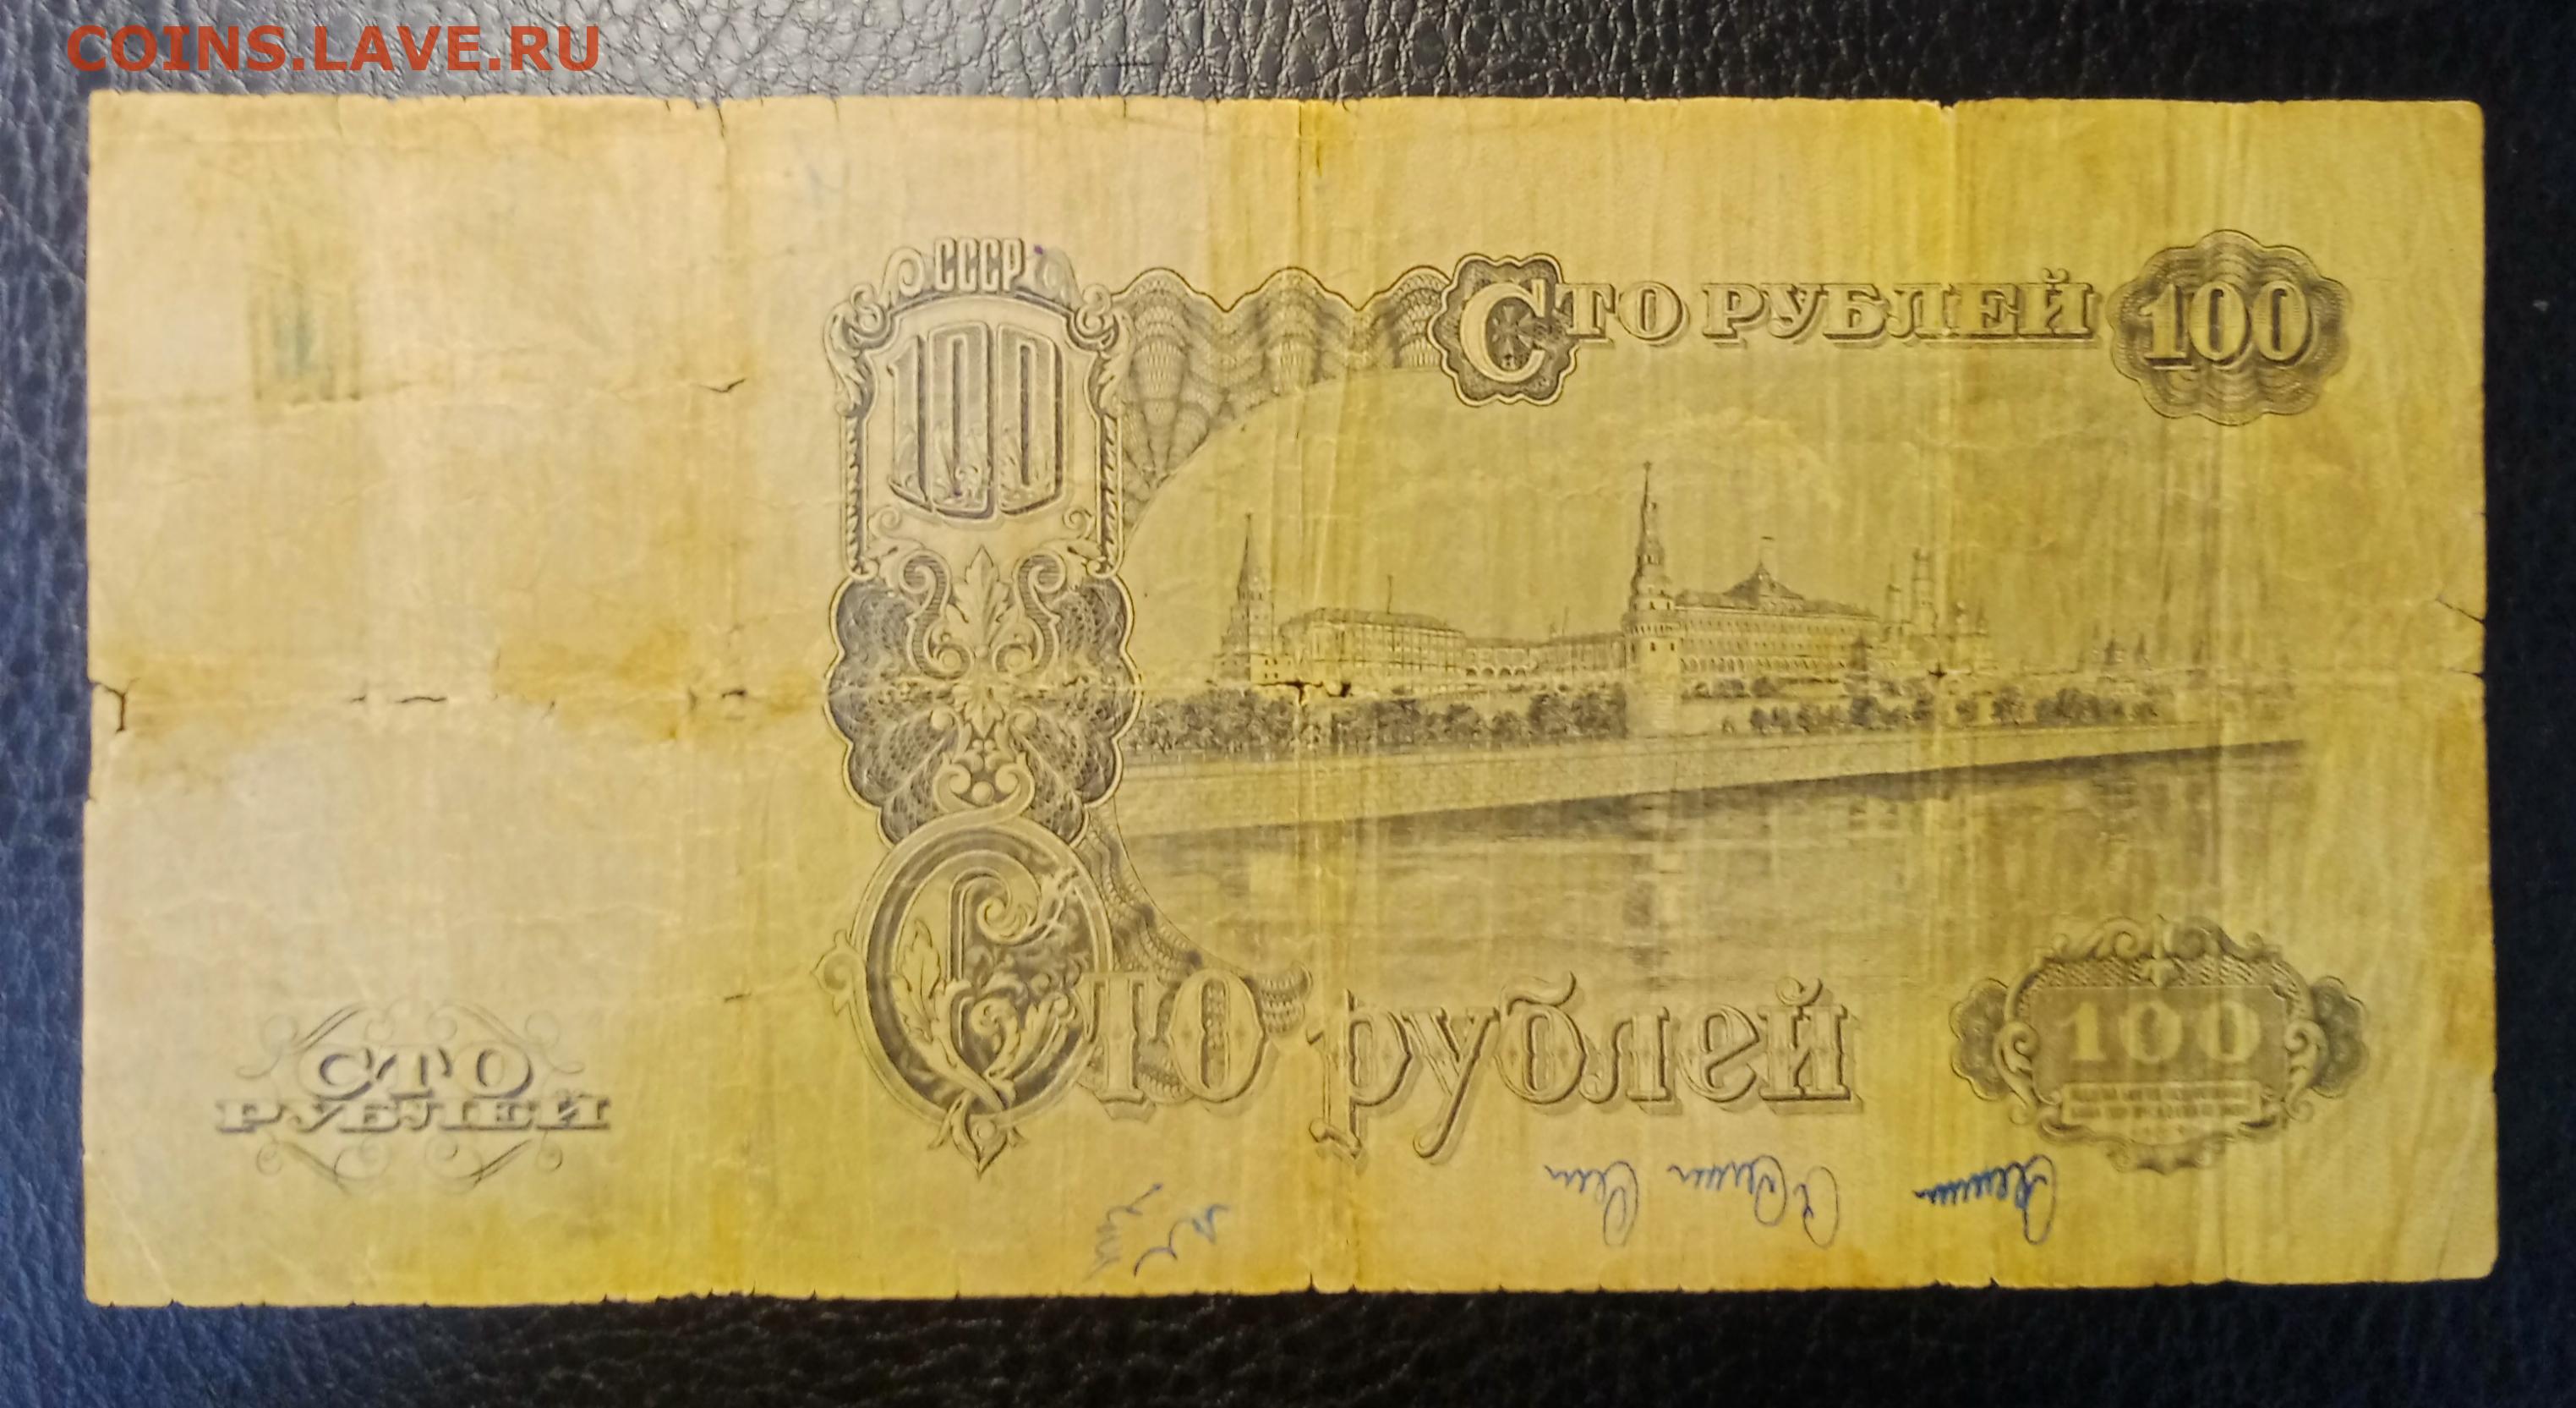 COINS.LAVE.RU
СССР
100
Сто рублей 100
Сто рублей
100
СТО
РУБЛЕЙ